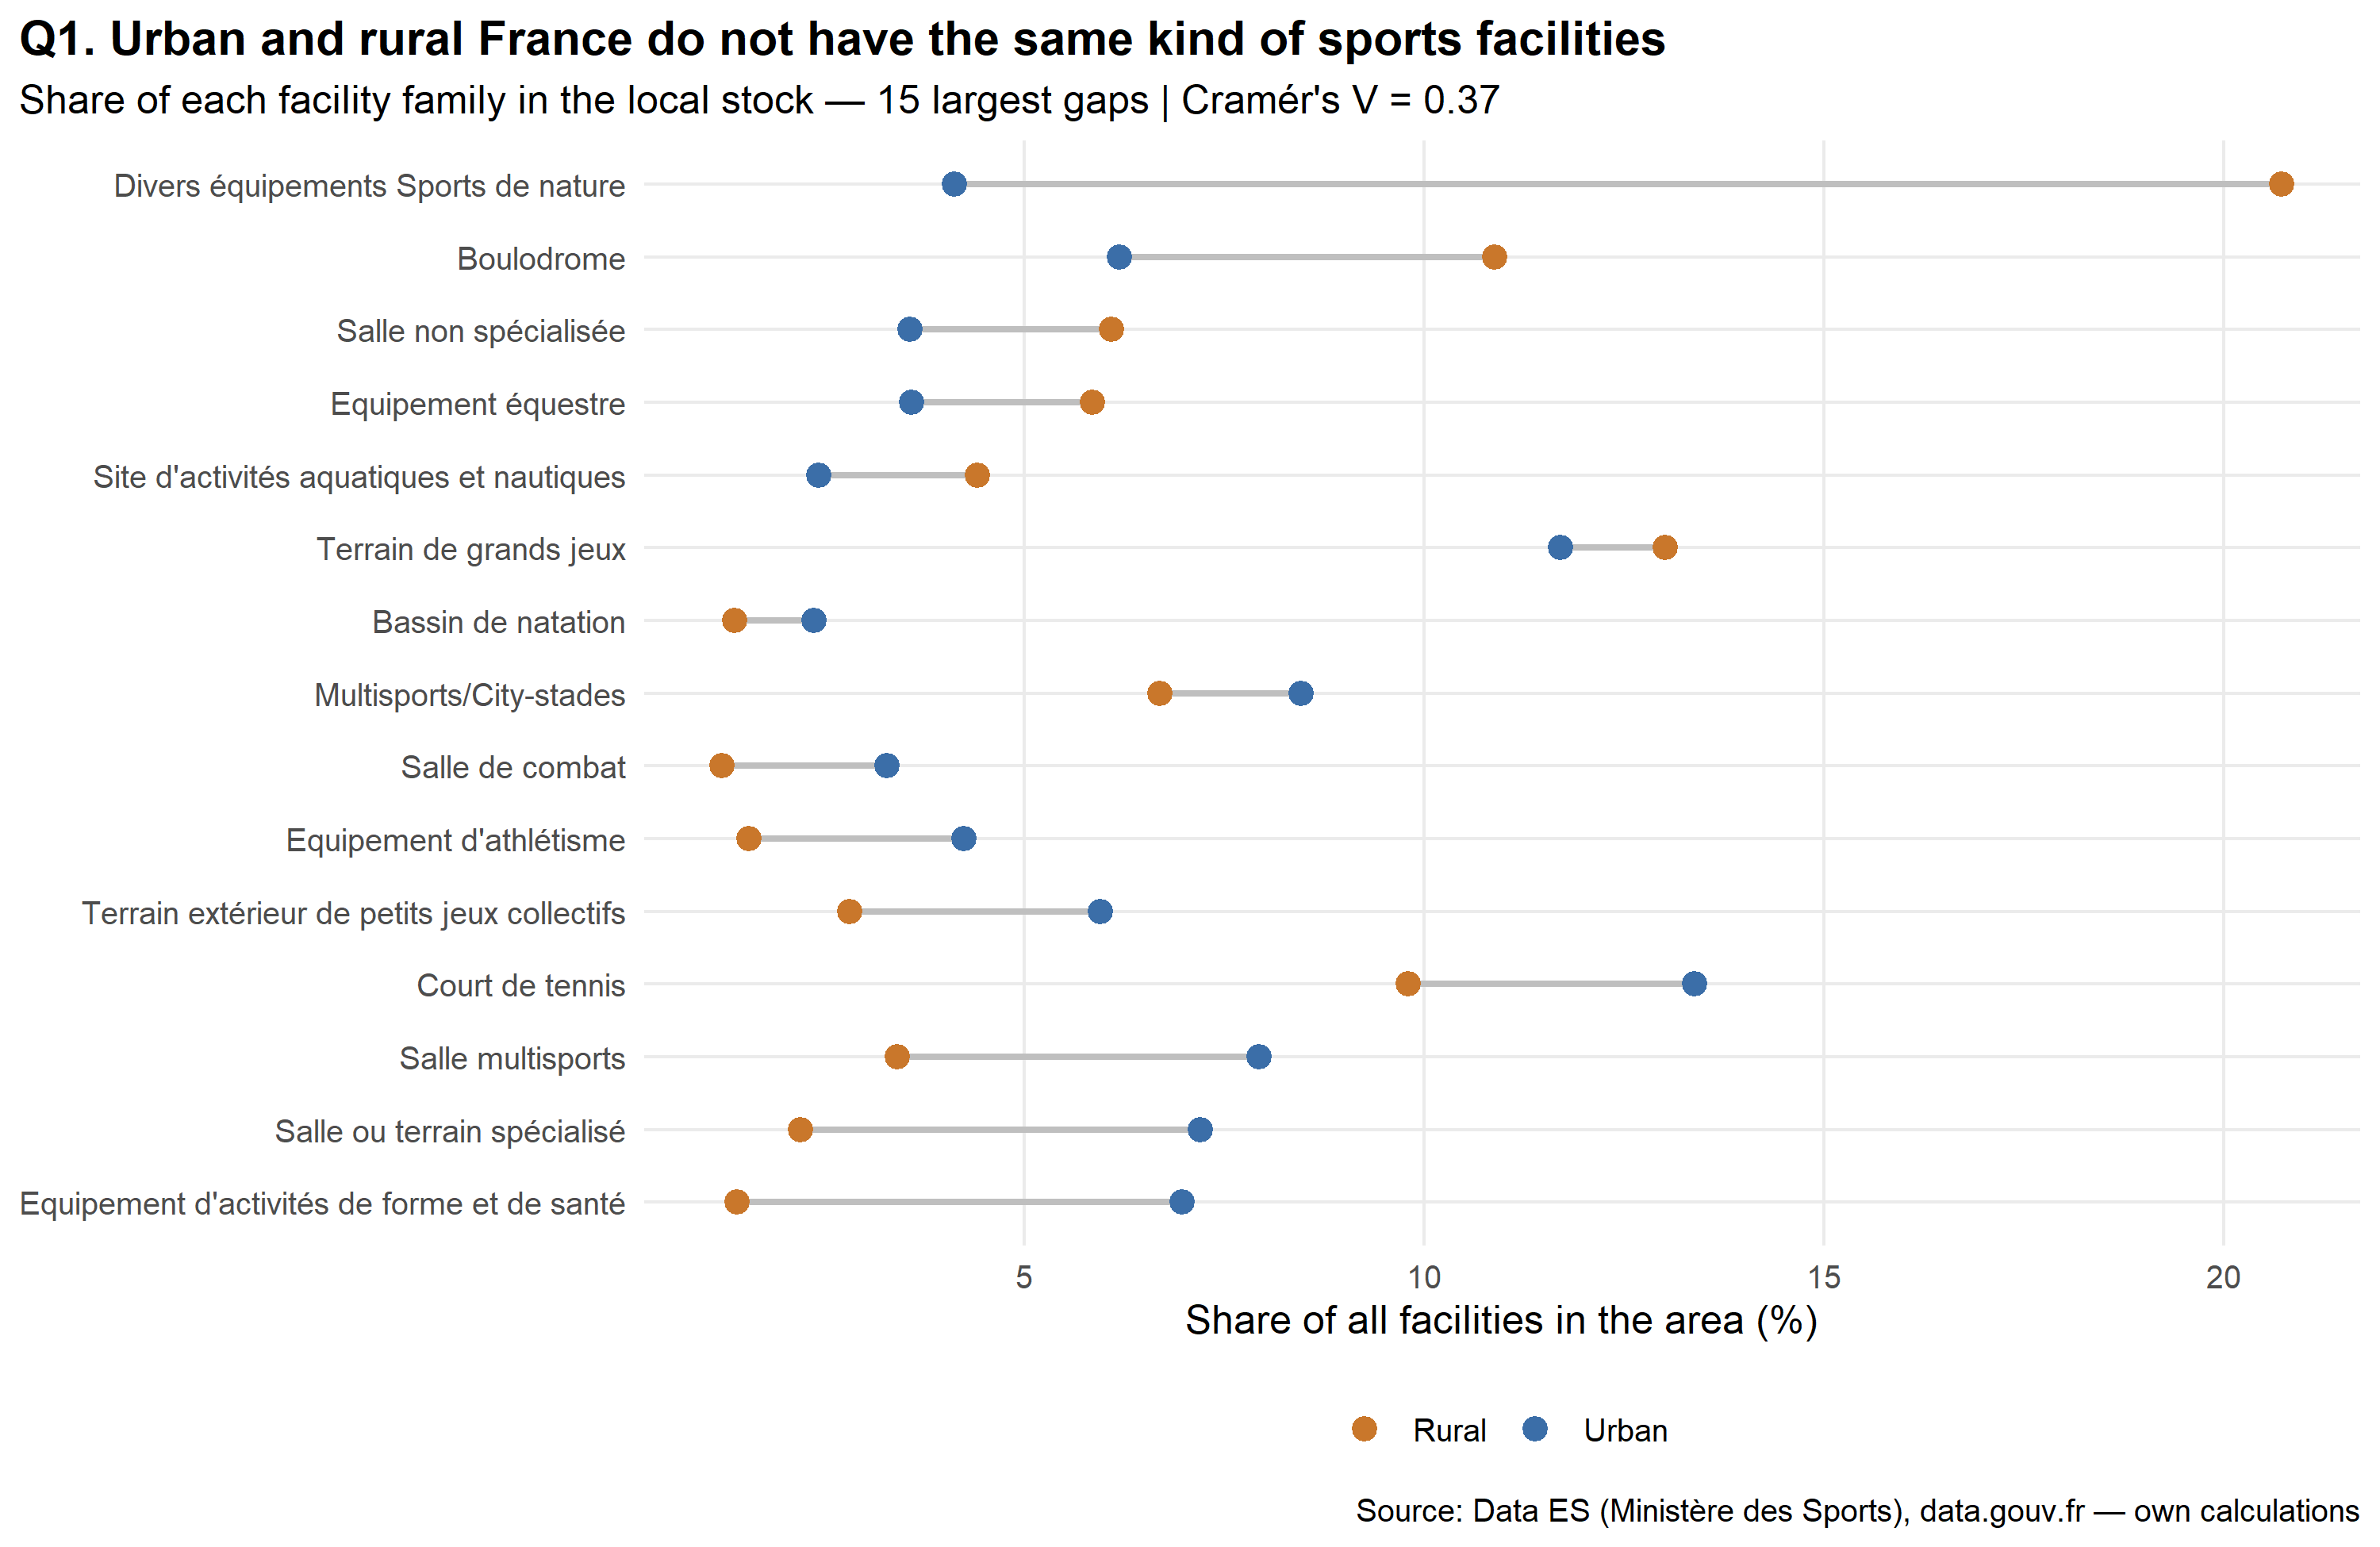 Q1. Urban and rural France do not have the same kind of sports facilities
Share of each facility family in the local stock — 15 largest gaps | Cramér's V = 0.37
Divers équipements Sports de nature
Boulodrome
Salle non spécialisée
Equipement équestre
Site d'activités aquatiques et nautiques
Terrain de grands jeux
Bassin de natation
Multisports/City-stades
Salle de combat
Equipement d'athlétisme
Terrain extérieur de petits jeux collectifs
Court de tennis
Salle multisports
Salle ou terrain spécialisé
Equipement d'activités de forme et de santé
5 10 15 20
Share of all facilities in the area (%)
Rural Urban
Source: Data ES (Ministère des Sports), data.gouv.fr — own calculations